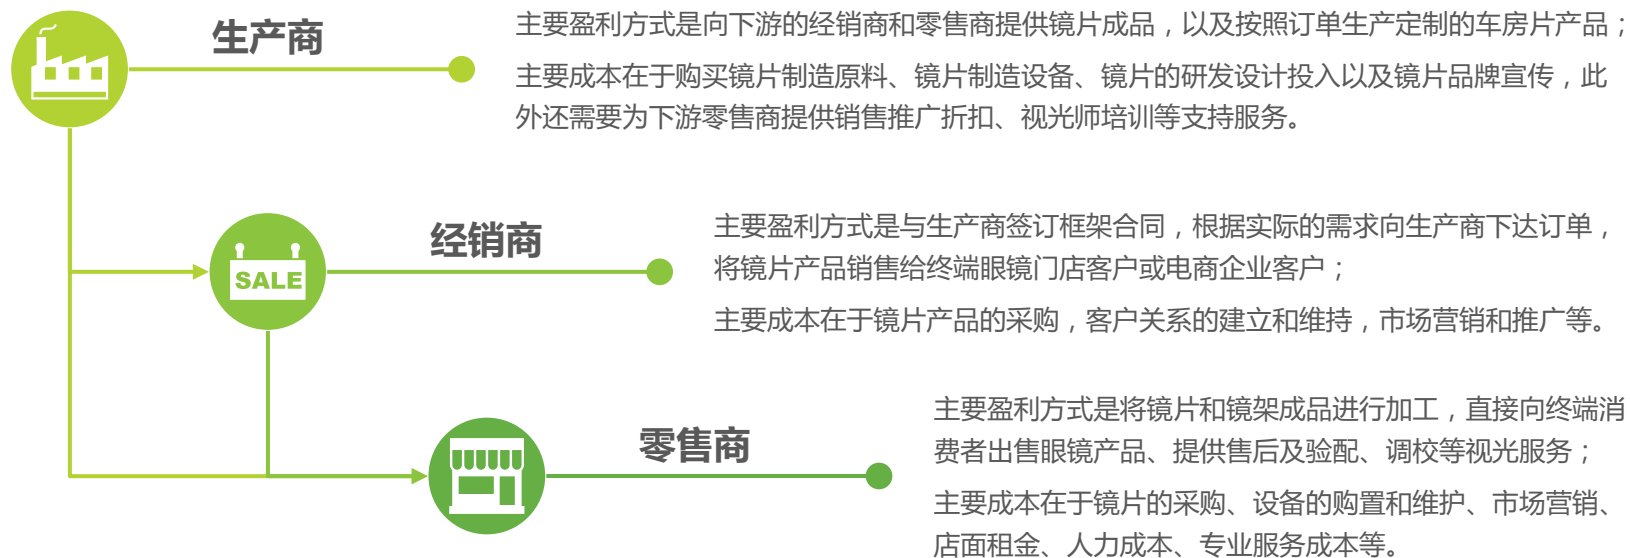 生产商
主要盈利方式是向下游的经销商和零售商提供镜片成品，以及按照订单生产定制的车房片产品；
主要成本在于购买镜片制造原料、镜片制造设备、镜片的研发设计投入以及镜片品牌宣传，此
外还需要为下游零售商提供销售推广折扣、视光师培训等支持服务。
经销商
SALE
主要盈利方式是与生产商签订框架合同，根据实际的需求向生产商下达订单，
将镜片产品销售给终端眼镜门店客户或电商企业客户；
主要成本在于镜片产品的采购，客户关系的建立和维持，市场营销和推广等。
零售商
主要盈利方式是将镜片和镜架成品进行加工，直接向终端消
费者出售眼镜产品、提供售后及验配、调校等视光服务；
主要成本在于镜片的采购、设备的购置和维护、市场营销、
店面租金、人力成本、专业服务成本等。